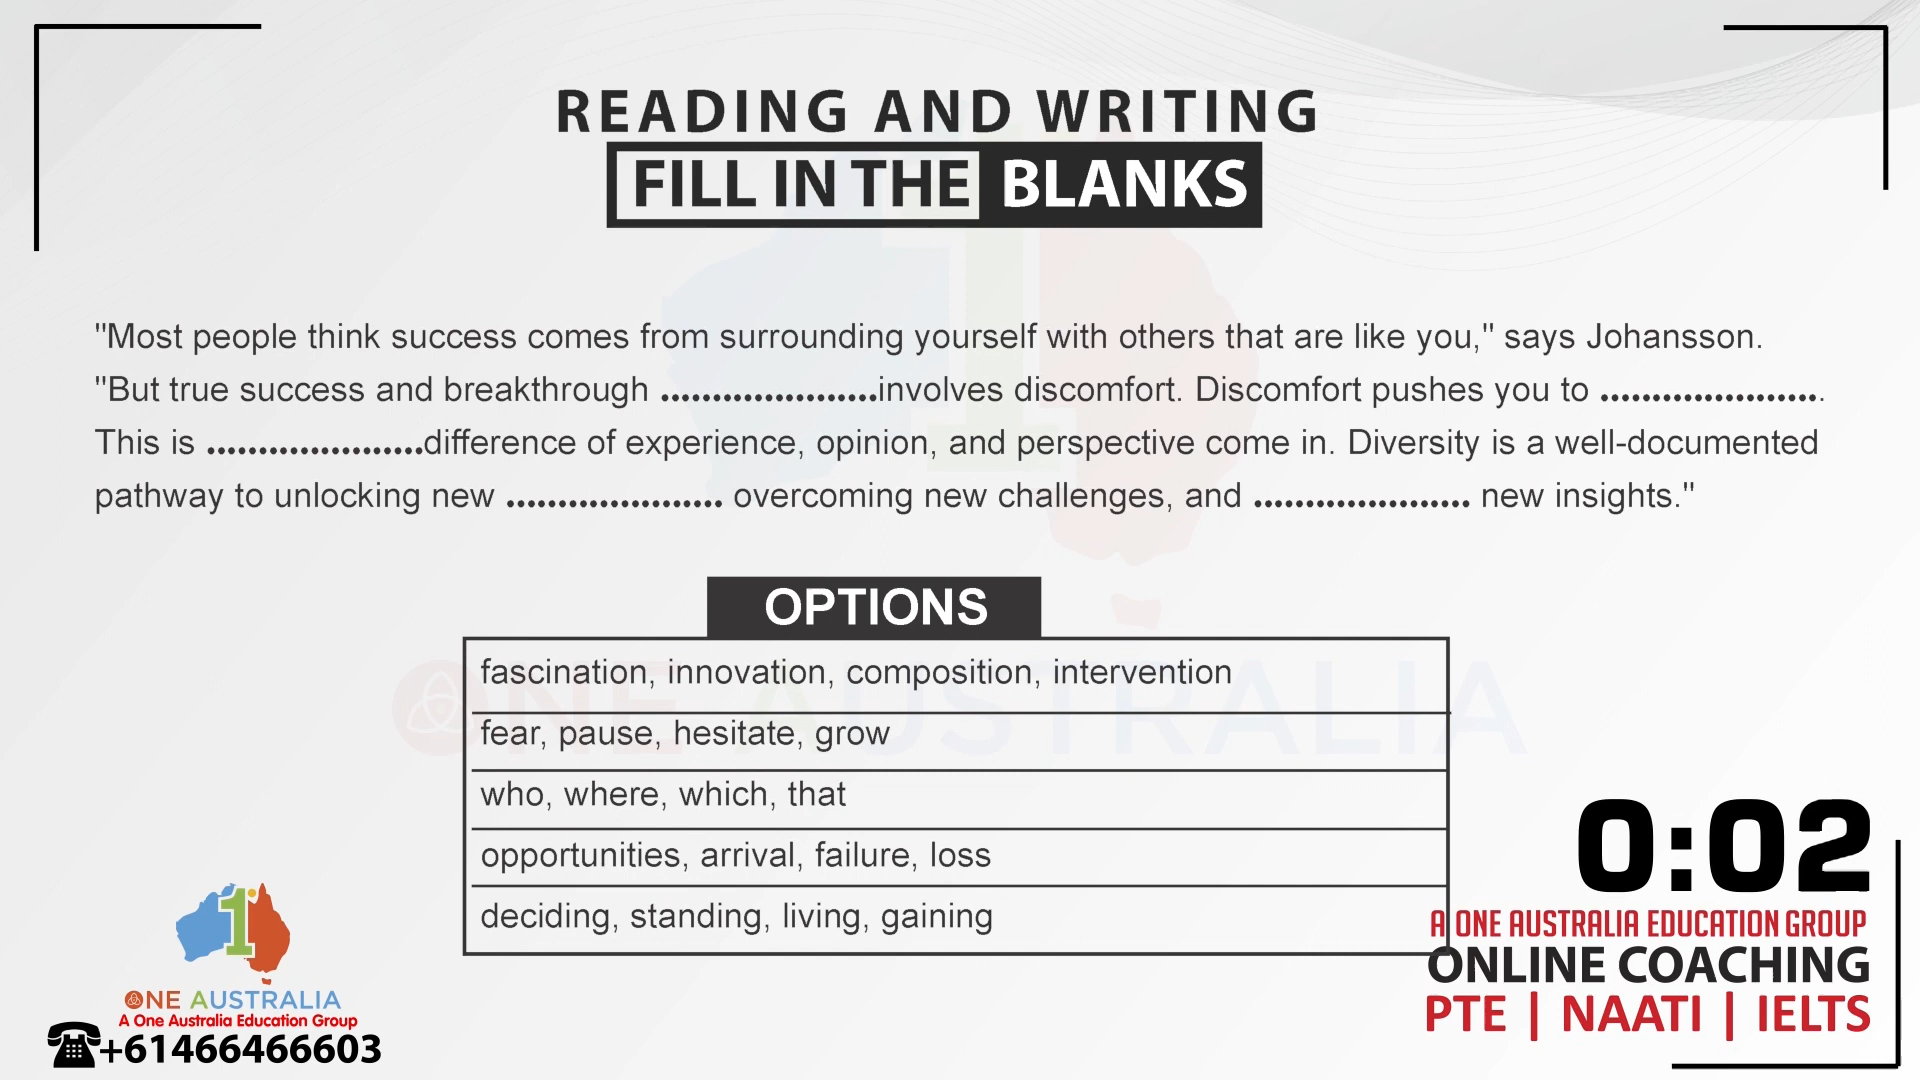 READING AND WRITING
FILL IN THE BLANKS
"Most people think success comes from surrounding yourself with others that are like you," says Johansson.
"But true success and breakthrough .....................involves discomfort. Discomfort pushes you to ......................
This is .....................difference of experience, opinion, and perspective come in. Diversity is a well-documented
pathway to unlocking new ..................... overcoming new challenges, and ..................... new insights."
OPTIONS
fascination, innovation, composition, intervention
fear, pause, hesitate, grow
who, where, which, that
opportunities, arrival, failure, loss
deciding, standing, living, gaining
ONE AUSTRALIA
1
ONE AUSTRALIA
A One Australia Education Group
+61466466603
0:02
A ONE AUSTRALIA EDUCATION GROUP
ONLINE COACHING
PTE | NAATI | IELTS